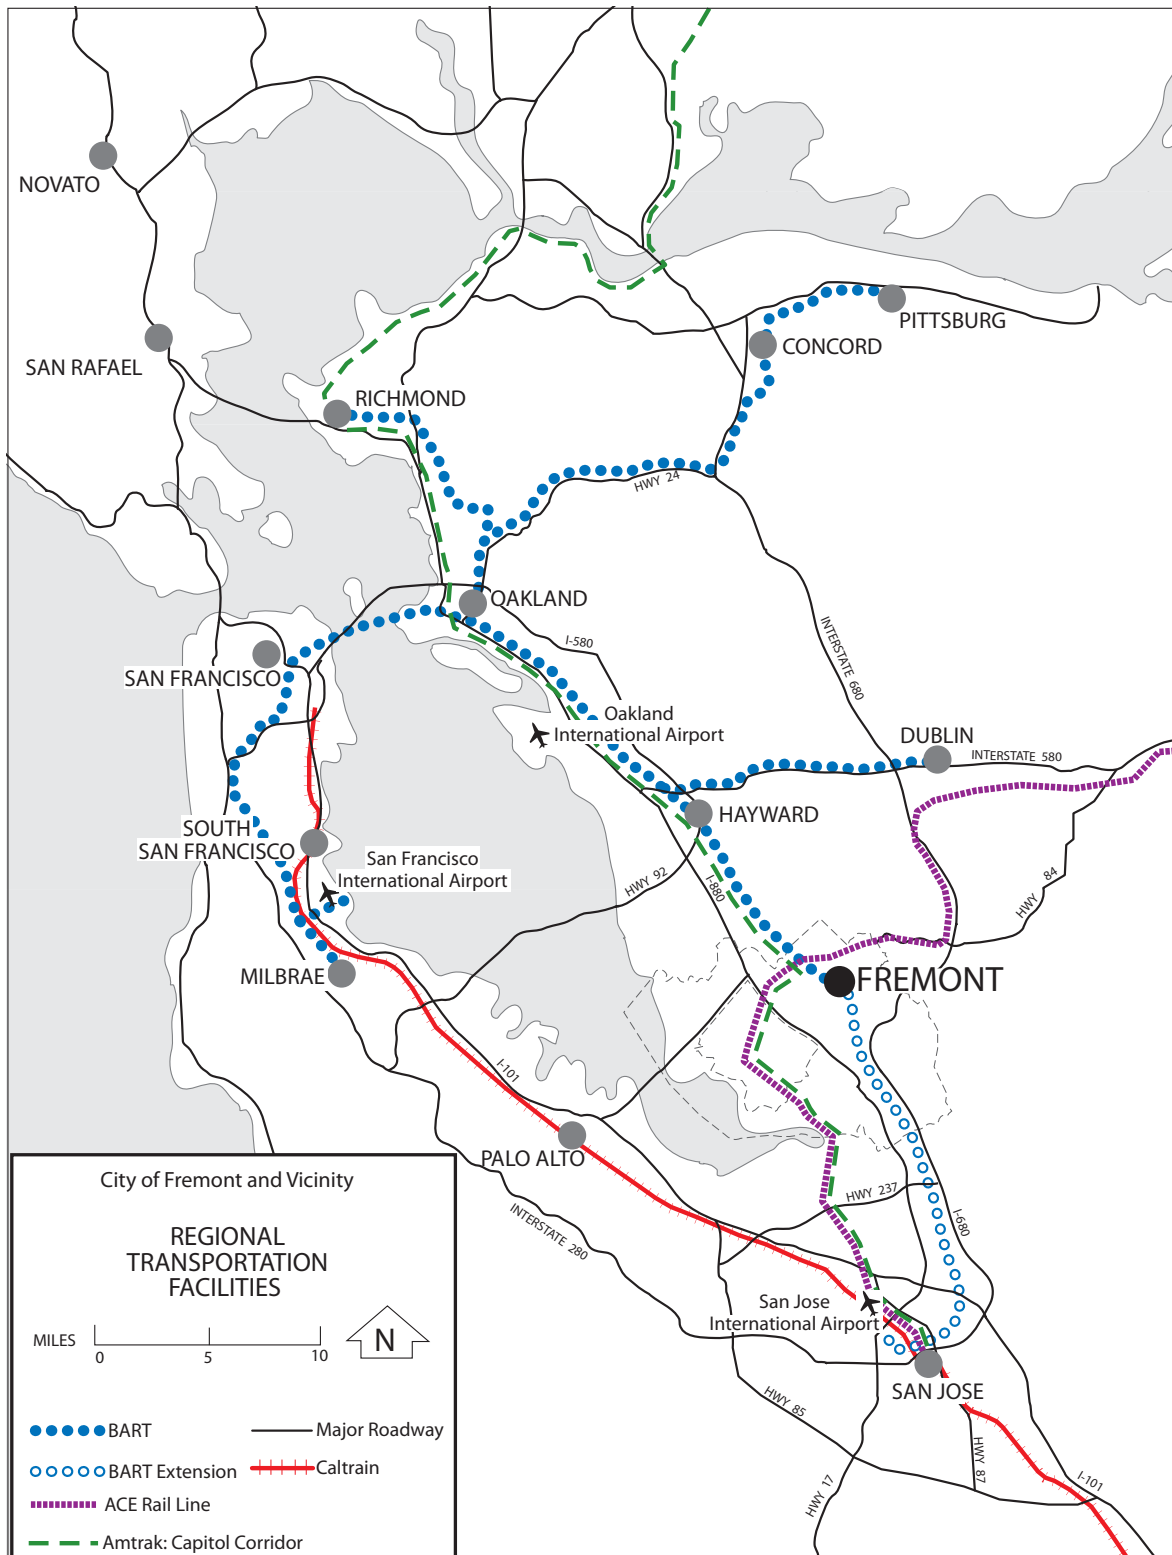 NOVATO
SAN RAFAEL
RICHMOND
PITTSBURG
CONCORD
HWY 24
OAKLAND
I-580
INTERSTATE 680
SAN FRANCISCO
Oakland
International Airport
DUBLIN
INTERSTATE 580
HAYWARD
SOUTH
SAN FRANCISCO
San Francisco
International Airport
HWY 92
I-880
HWY 84
MILBRAE
FREMONT
I-101
PALO ALTO
HWY 237
I-680
INTERSTATE 280
San Jose
International Airport
SAN JOSE
HWY 85
HWY 87
HWY 17
I-101
City of Fremont and Vicinity
REGIONAL
TRANSPORTATION
FACILITIES
MILES
0 5 10
N
BART
Major Roadway
BART Extension
Caltrain
ACE Rail Line
Amtrak: Capitol Corridor